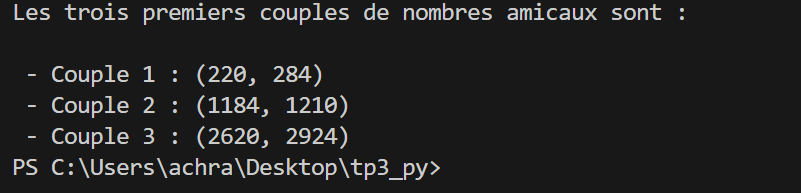 Les trois premiers couples de nombres amicaux sont :
- Couple 1 : (220, 284)
- Couple 2 : (1184, 1210)
- Couple 3 : (2620, 2924)
PS C:\Users\achra\Desktop\tp3_py>